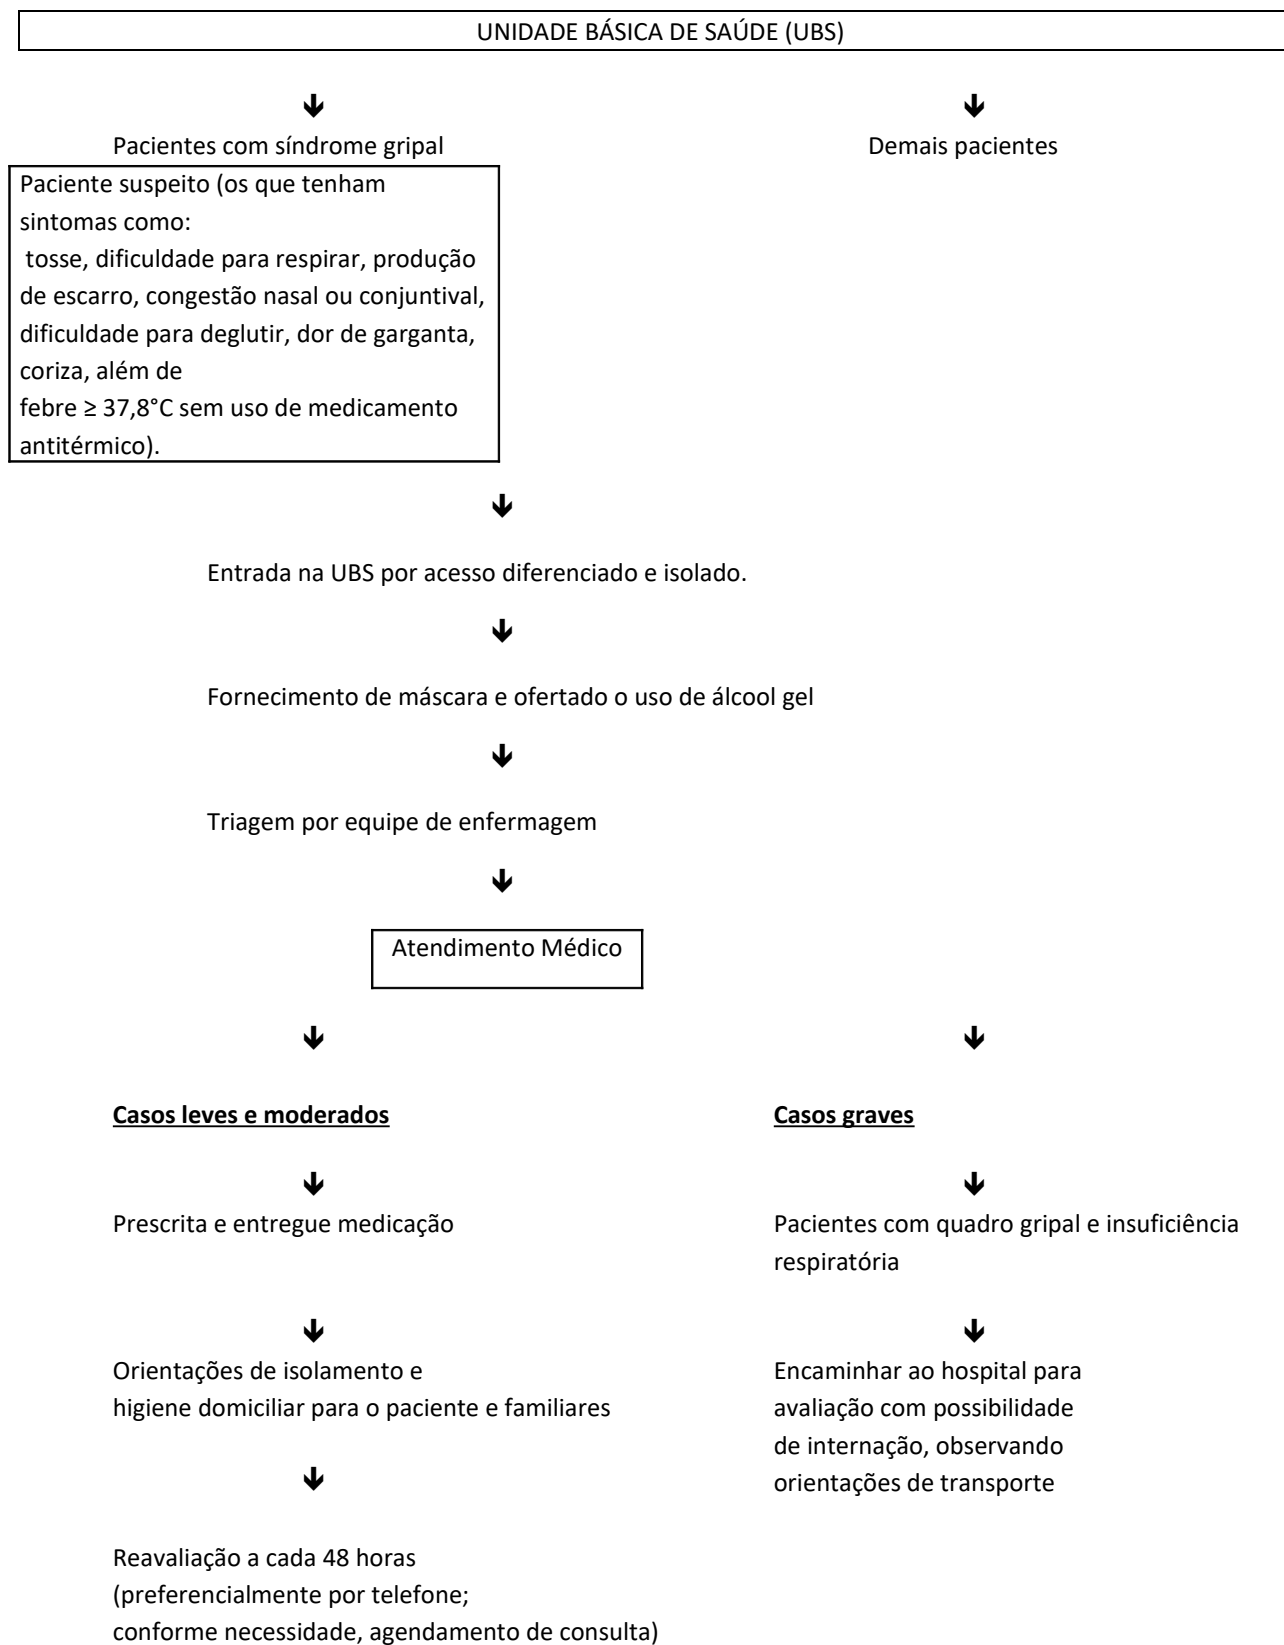 UNIDADE BÁSICA DE SAÚDE (UBS)
Pacientes com síndrome gripal
Demais pacientes
Paciente suspeito (os que tenham
sintomas como:
tosse, dificuldade para respirar, produção
de escarro, congestão nasal ou conjuntival,
dificuldade para deglutir, dor de garganta,
coriza, além de
febre ≥ 37,8°C sem uso de medicamento
antitérmico).
Entrada na UBS por acesso diferenciado e isolado.
Fornecimento de máscara e ofertado o uso de álcool gel
Triagem por equipe de enfermagem
Atendimento Médico
Casos leves e moderados
Prescrita e entregue medicação
Orientações de isolamento e
higiene domiciliar para o paciente e familiares
Reavaliação a cada 48 horas
(preferencialmente por telefone;
conforme necessidade, agendamento de consulta)
Casos graves
Pacientes com quadro gripal e insuficiência
respiratória
Encaminhar ao hospital para
avaliação com possibilidade
de internação, observando
orientações de transporte